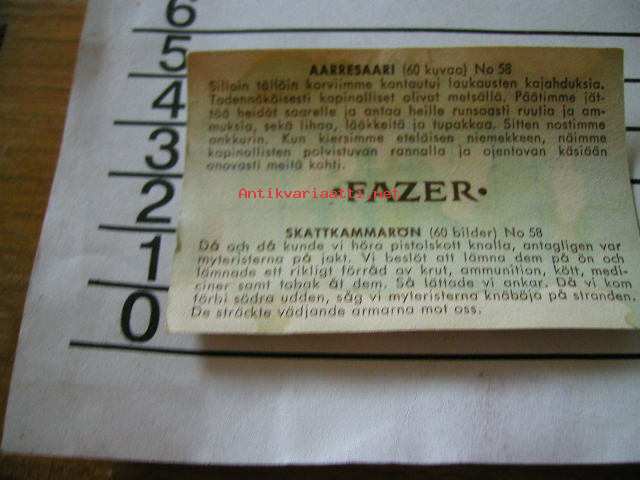 6
5
4
3
2
1
0
AARRESAARI (60 kuvaa) No 58
Silloin tällöin korviimme kantautui laukausten kajahduksia.
Todennäköisesti kapinalliset olivat metsällä. Päätimme jät-
tää heidät saarelle ja antaa heille runsaasti ruutia ja am-
muksia, sekä lihaa, lääkkeitä ja tupakkaa. Sitten nostimme
ankkurin. Kun kiersimme eteläisen niemekkeen, näimme
kapinallisten polvistuvan rannalla ja ojentavan käsiään
anovasti meitä kohti.
Antikvariaatti.net
•FAZER•
SKATTKAMMARÖN (60 bilder) No 58
Då och då kunde vi höra pistolskott knalla, antagligen var
myteristerna på jakt. Vi beslöt att lämna dem på ön och
lämnade ett rikligt förråd av krut, ammunition, kött, medi-
ciner samt tabak åt dem. Så lättade vi ankar. Då vi kom
förbi södra udden, såg vi myteristerna knäböja på stranden.
De sträckte vädjande armarna mot oss.